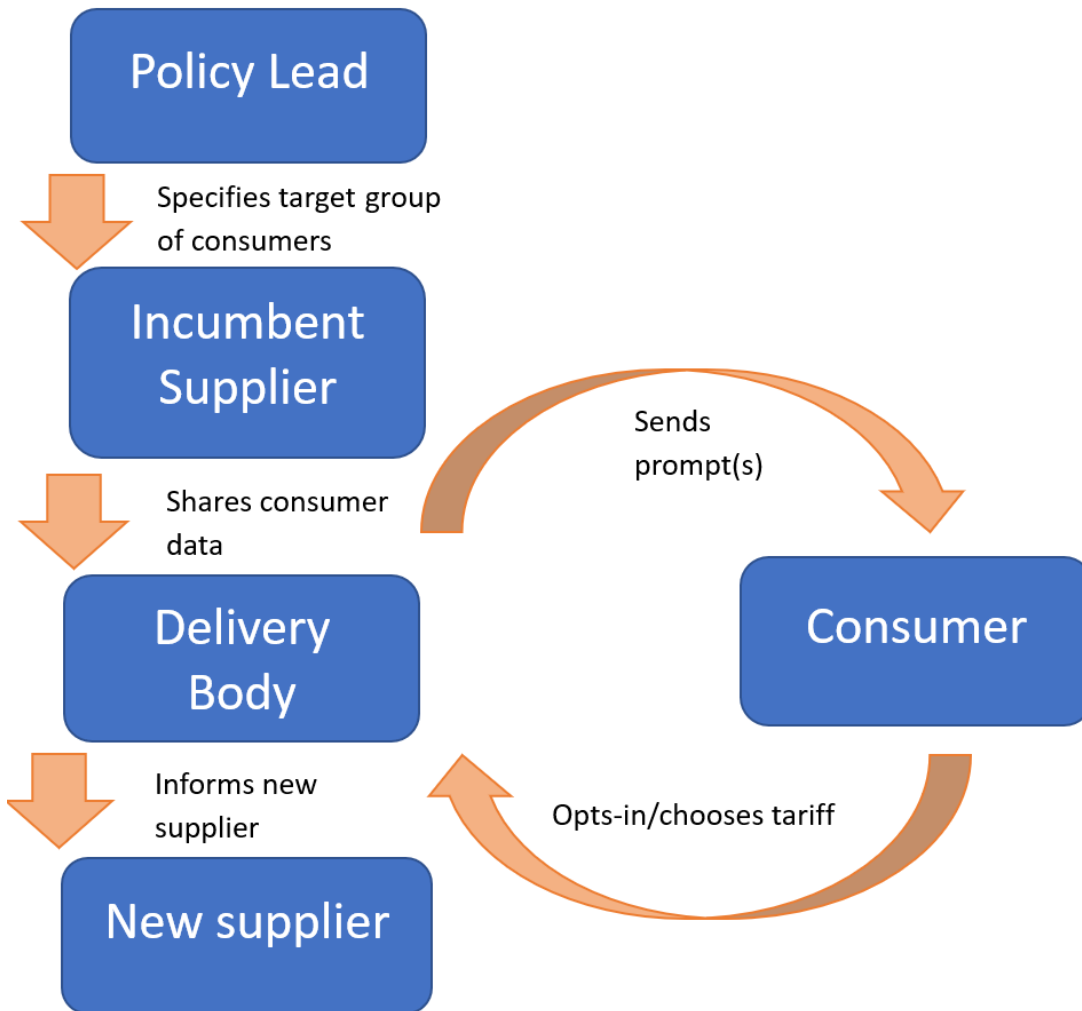 Policy Lead
Specifies target group
of consumers
Incumbent
Supplier
Sends
prompt(s)
Shares consumer
data
Delivery
Body
Consumer
Informs new
supplier
Opts-in/chooses tariff
New supplier